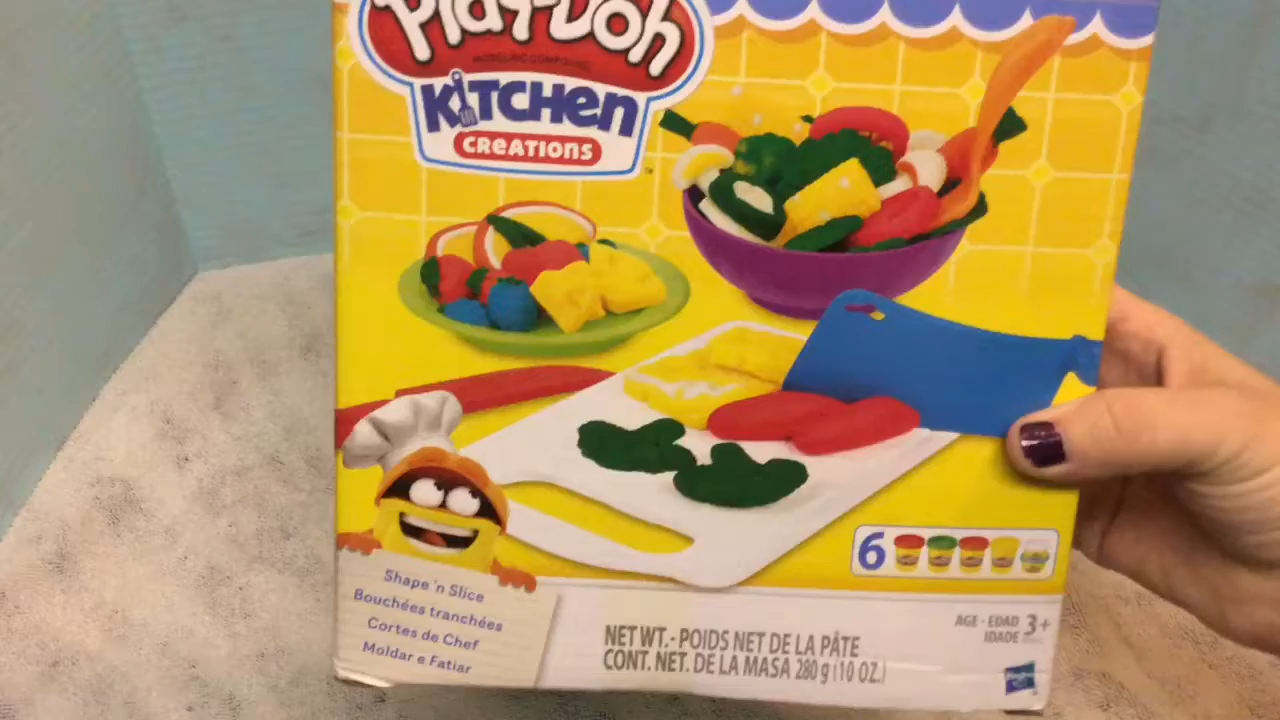 Play-Doh
KITCHEN
CREATIONS
6
Shape 'n Slice
Bouchées tranchées
Cortes de Chef
Moldar e Fatiar
NET WT.- POIDS NET DE LA PÂTE
CONT. NET. DE LA MASA 280 g (10 OZ.)
AGE - EDAD 3+
IDADE